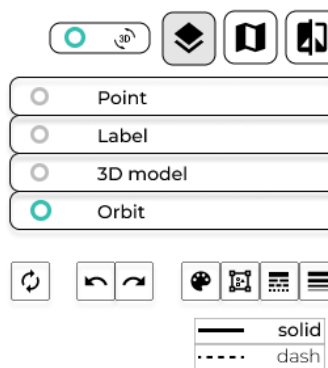 3D
Point
Label
3D model
Orbit
solid
dash